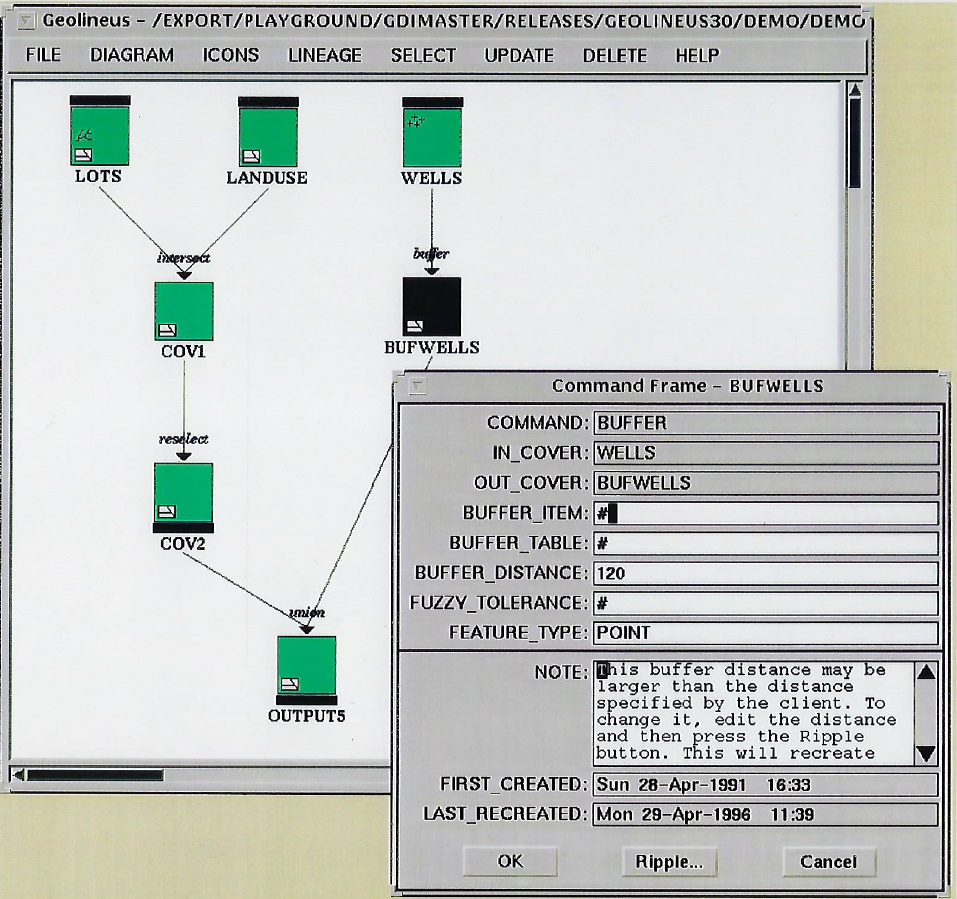 Geolineus - /EXPORT/PLAYGROUND/GDIMASTER/RELEASES/GEOLINEUS30/DEMO/DEMO
FILE DIAGRAM ICONS LINEAGE SELECT UPDATE DELETE HELP
LOTS LANDUSE WELLS
intersect buffer
COV1 BUFWELLS
reselect
COV2
union
OUTPUT5
Command Frame - BUFWELLS
COMMAND: BUFFER
IN_COVER: WELLS
OUT_COVER: BUFWELLS
BUFFER_ITEM: #
BUFFER_TABLE: #
BUFFER_DISTANCE: 120
FUZZY_TOLERANCE: #
FEATURE_TYPE: POINT
NOTE: This buffer distance may be
larger than the distance
specified by the client. To
change it, edit the distance
and then press the Ripple
button. This will recreate
FIRST_CREATED: Sun 28-Apr-1991 16:33
LAST_RECREATED: Mon 29-Apr-1996 11:39
OK Ripple... Cancel